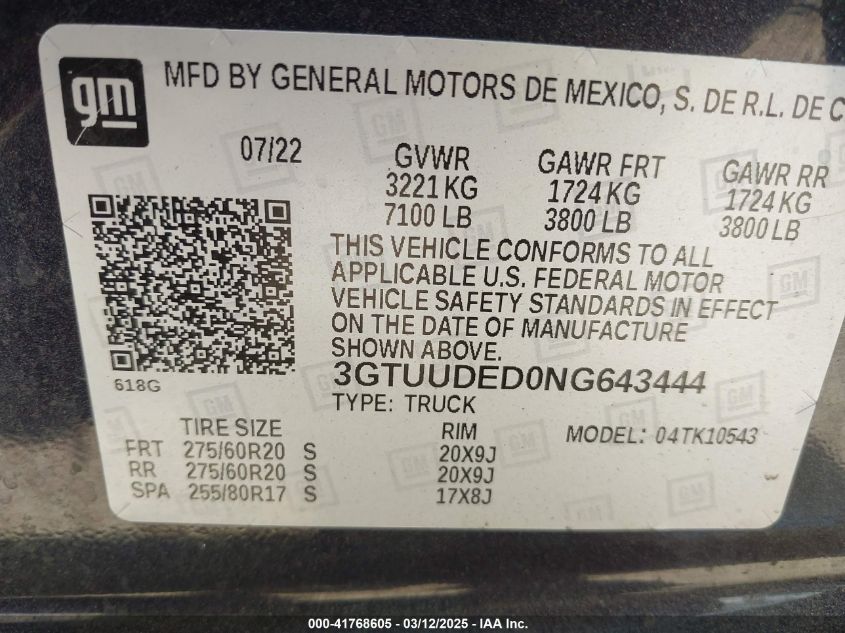 gm
MFD BY GENERAL MOTORS DE MEXICO, S. DE R.L. DE C
07/22
GVWR GAWR FRT GAWR RR
3221 KG 1724 KG 1724 KG
7100 LB 3800 LB 3800 LB
THIS VEHICLE CONFORMS TO ALL
APPLICABLE U.S. FEDERAL MOTOR
VEHICLE SAFETY STANDARDS IN EFFECT
ON THE DATE OF MANUFACTURE
SHOWN ABOVE.
618G
3GTUUDED0NG643444
TYPE: TRUCK
TIRE SIZE RIM MODEL: 04TK10543
FRT 275/60R20 S 20X9J
RR 275/60R20 S 20X9J
SPA 255/80R17 S 17X8J
000-41768605 - 03/12/2025 - IAA Inc.